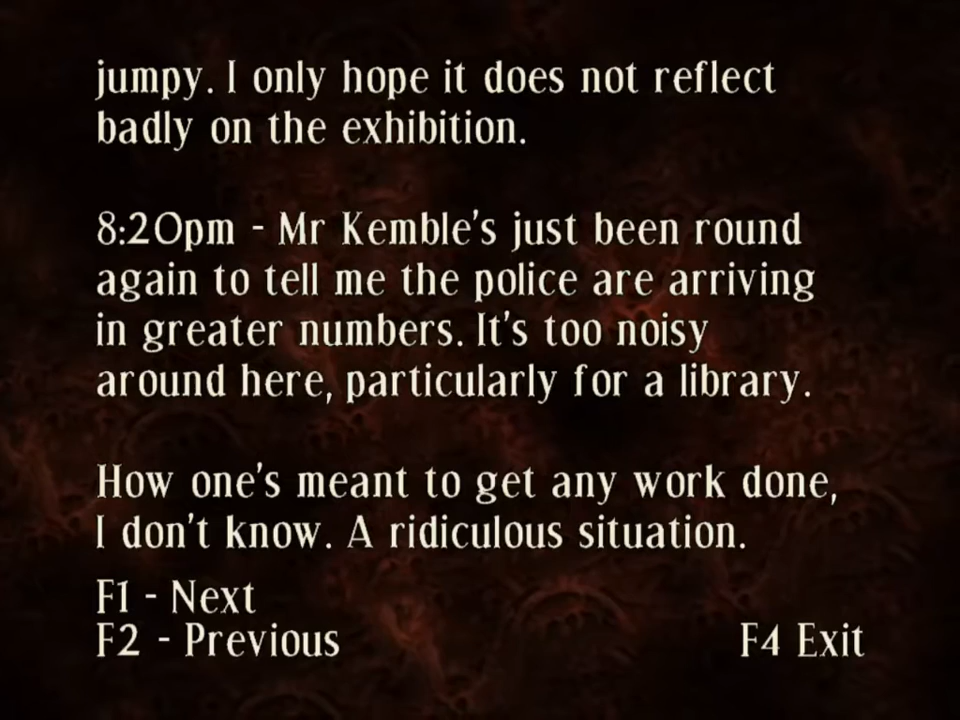 jumpy. I only hope it does not reflect
badly on the exhibition.
8:20pm - Mr Kemble's just been round
again to tell me the police are arriving
in greater numbers. It's too noisy
around here, particularly for a library.
How one's meant to get any work done,
I don't know. A ridiculous situation.
F1 - Next
F2 - Previous
F4 Exit